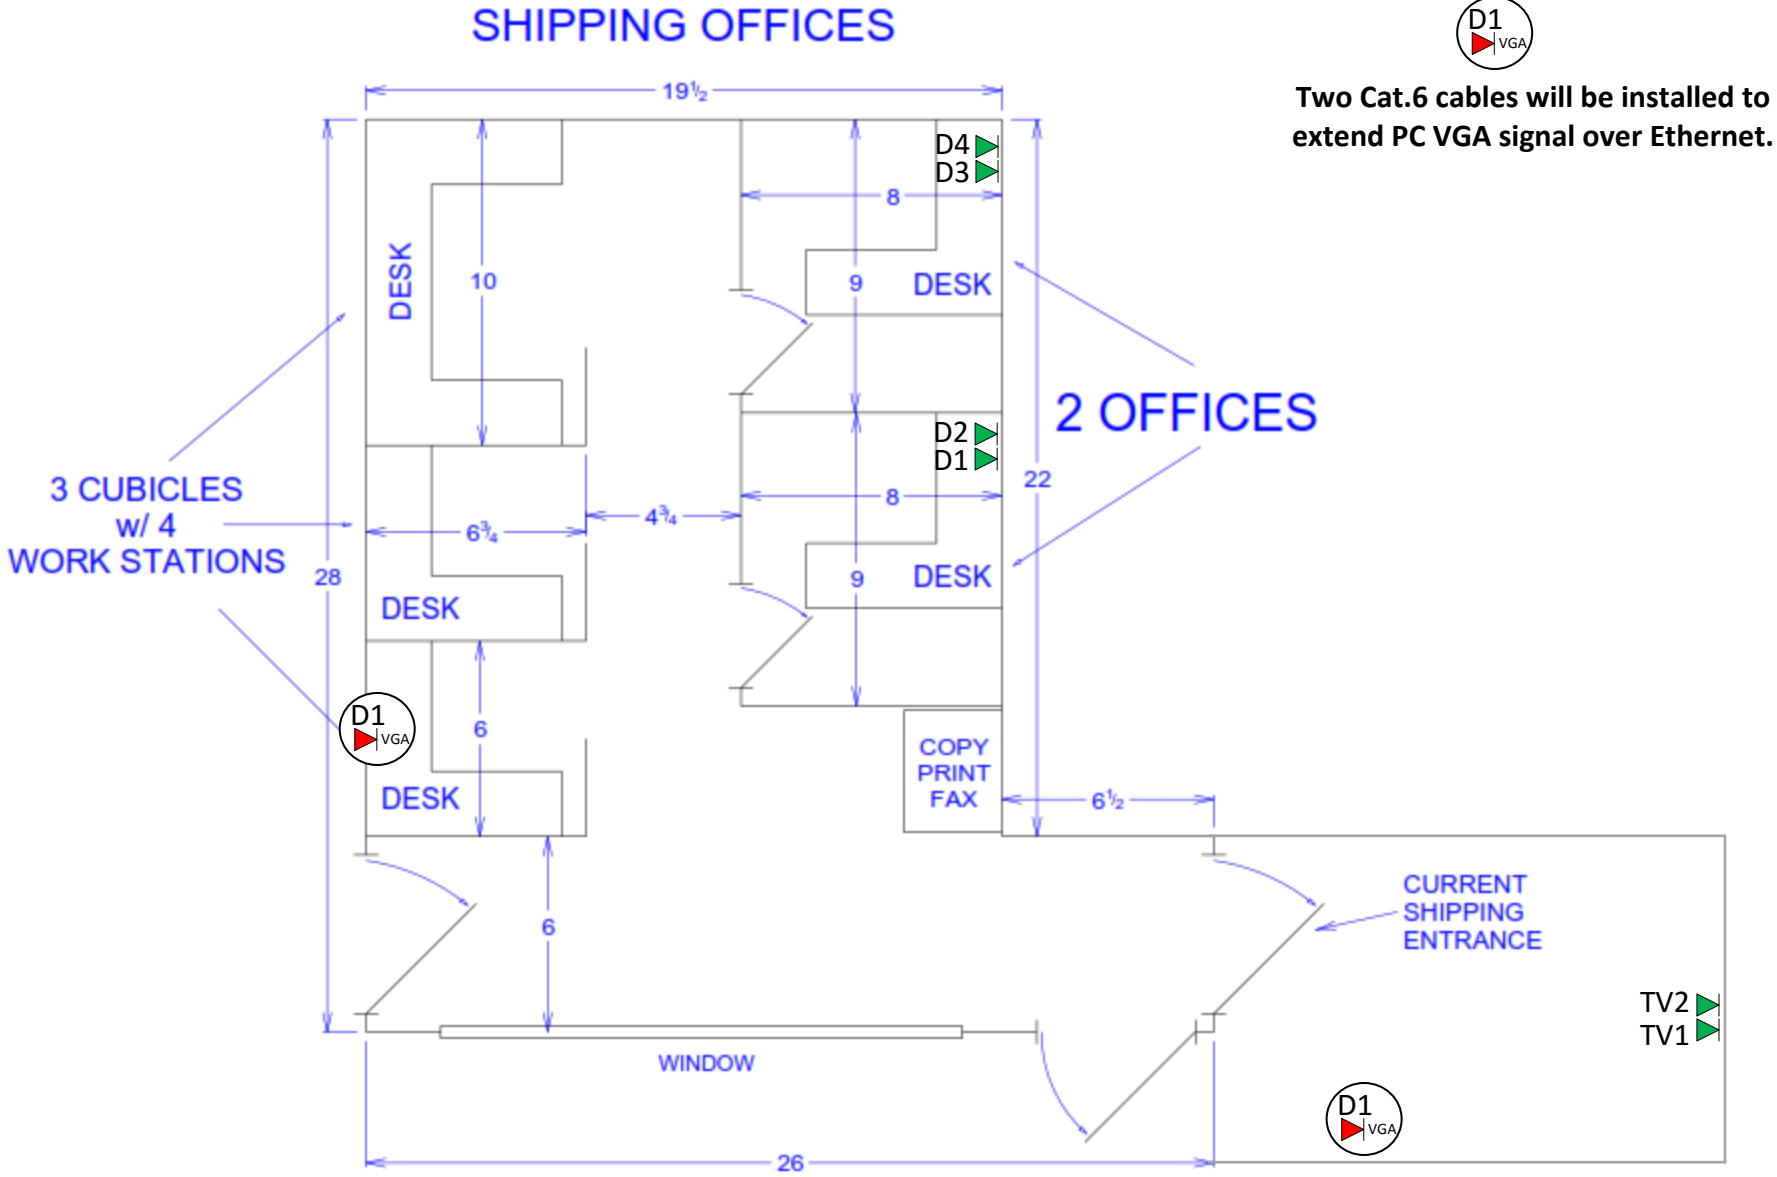 SHIPPING OFFICES
D1
VGA
Two Cat.6 cables will be installed to
extend PC VGA signal over Ethernet.
19½
D4
D3
8
DESK
10
9
DESK
2 OFFICES
D2
D1
22
3 CUBICLES
w/ 4
WORK STATIONS
8
4¾
6¾
28
9
DESK
DESK
D1
VGA
6
COPY
PRINT
FAX
DESK
6½
CURRENT
SHIPPING
ENTRANCE
6
TV2
TV1
WINDOW
D1
VGA
26